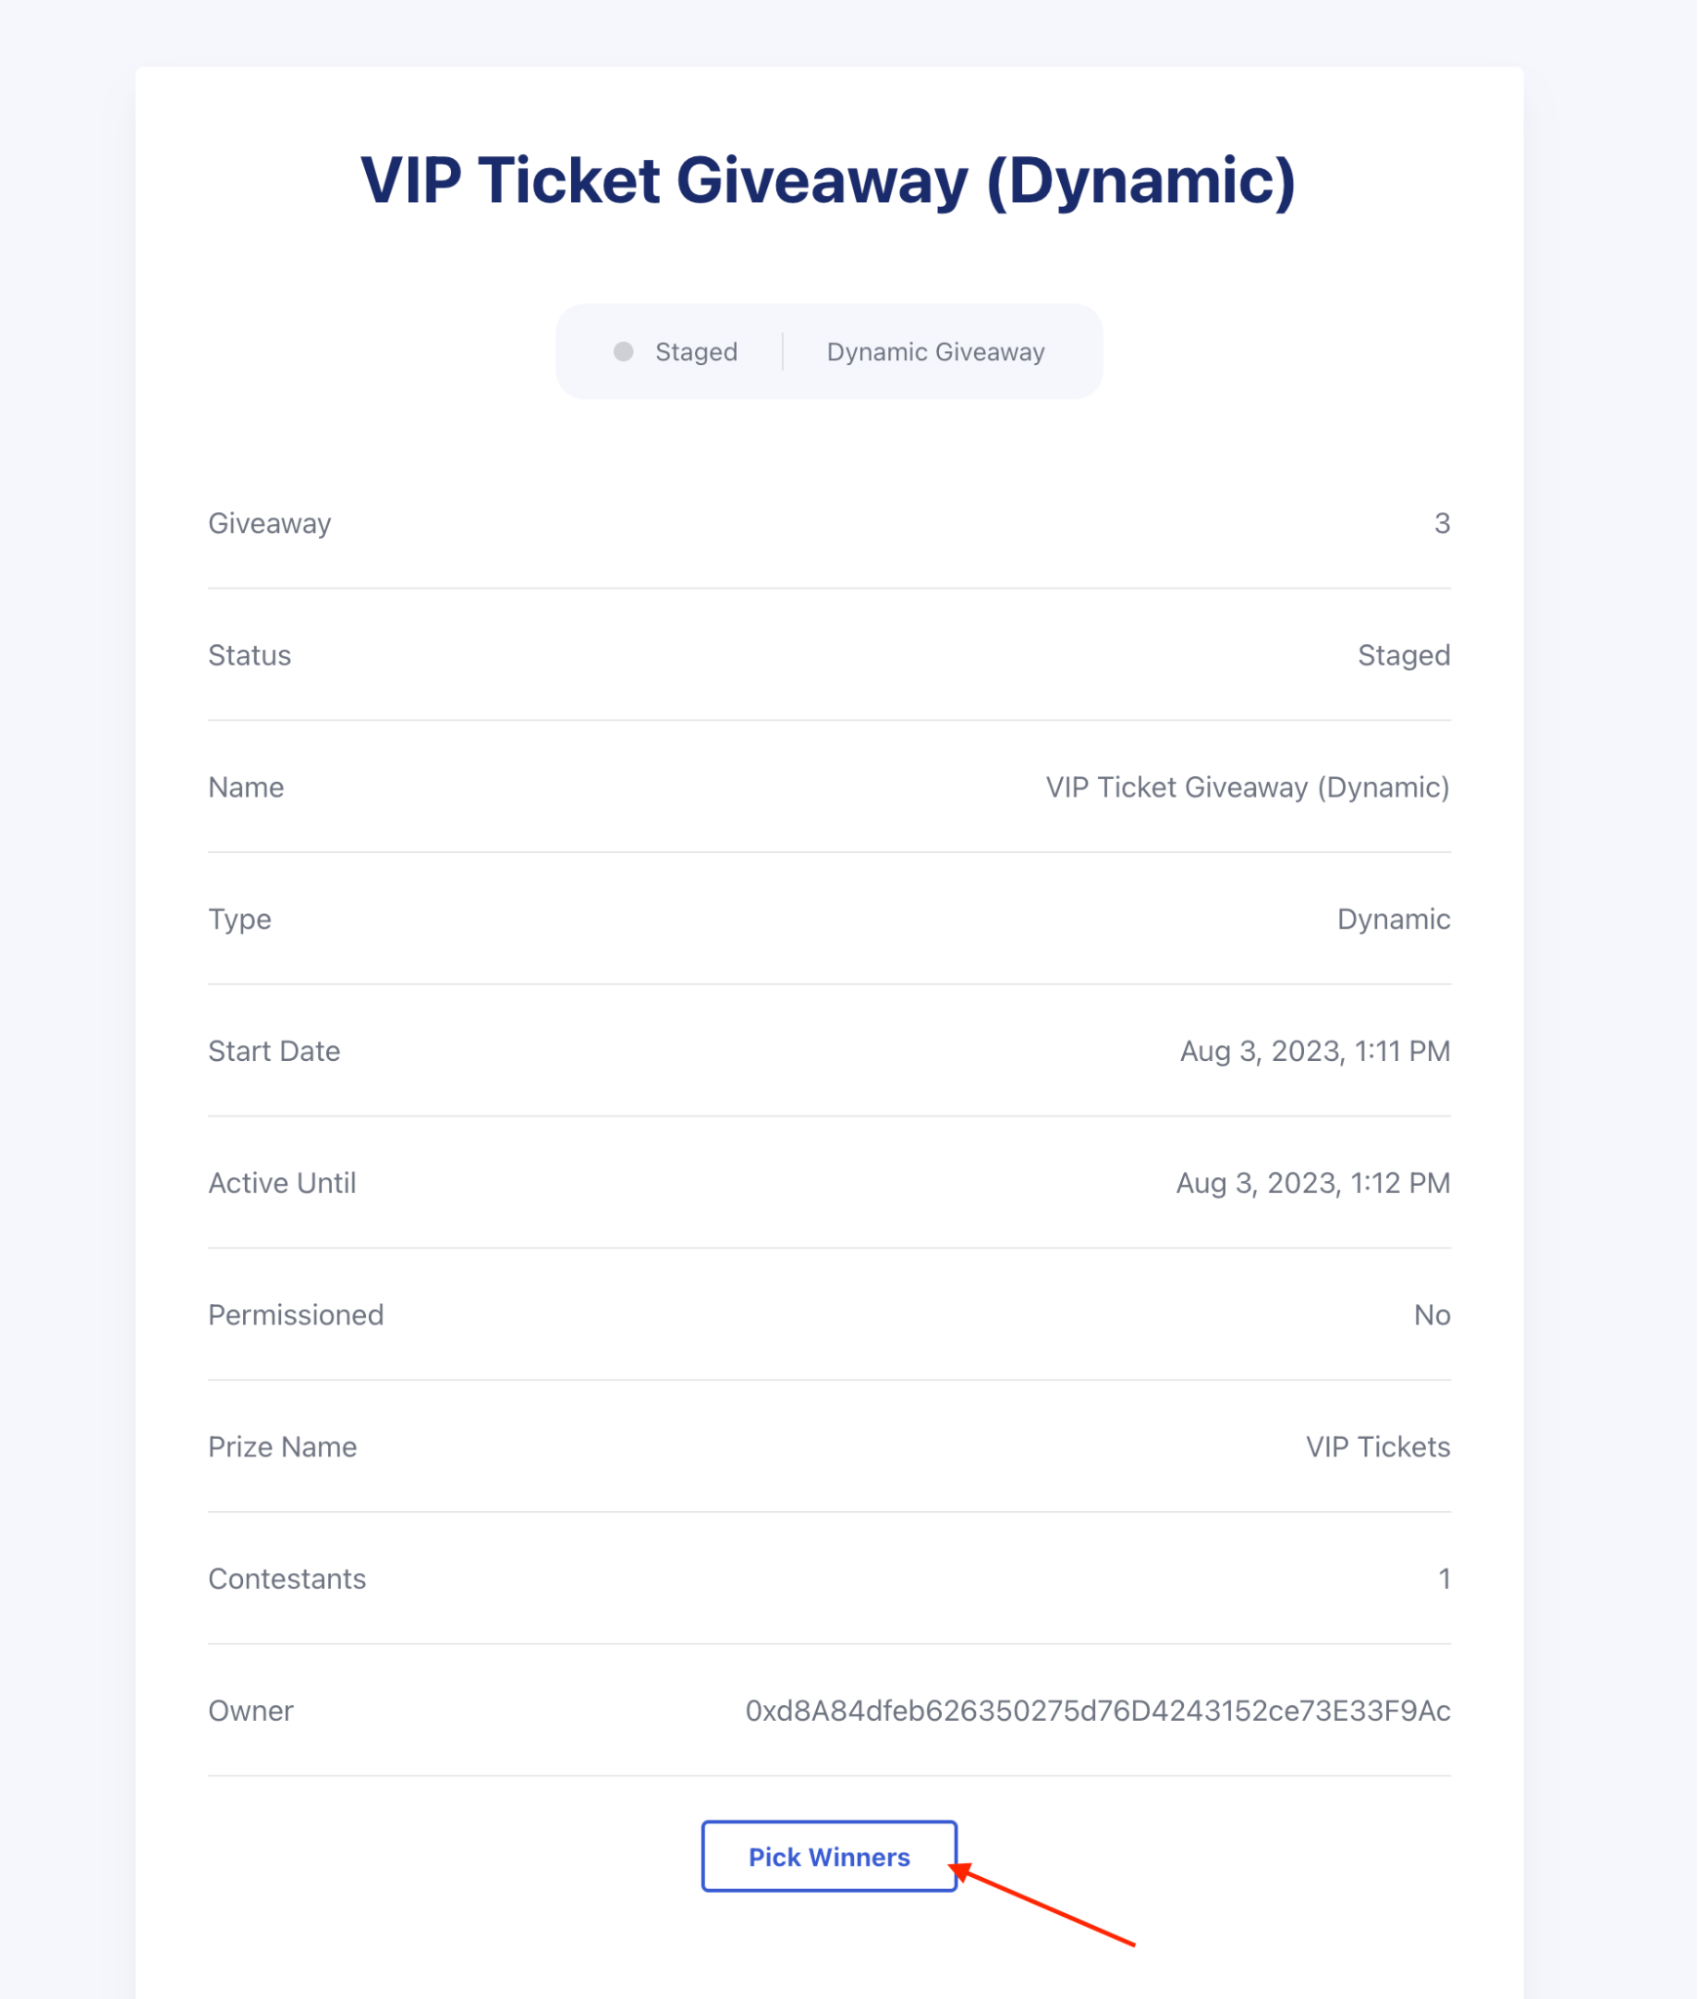 VIP Ticket Giveaway (Dynamic)
Staged Dynamic Giveaway
Giveaway 3
Status Staged
Name VIP Ticket Giveaway (Dynamic)
Type Dynamic
Start Date Aug 3, 2023, 1:11 PM
Active Until Aug 3, 2023, 1:12 PM
Permissioned No
Prize Name VIP Tickets
Contestants 1
Owner 0xd8A84dfeb626350275d76D4243152ce73E33F9Ac
Pick Winners